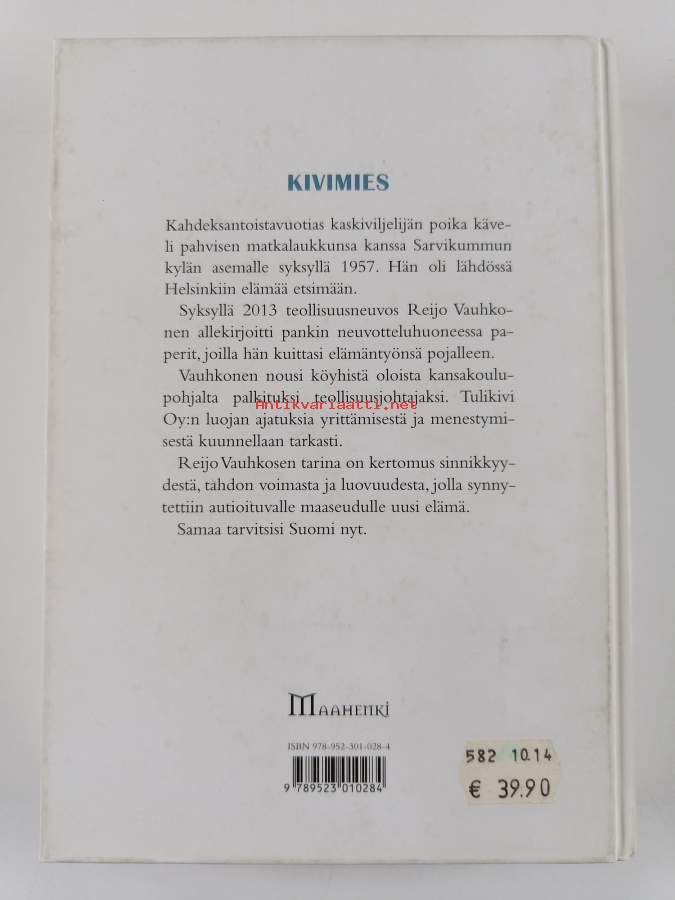 KIVIMIES
Kahdeksantoistavuotias kaskiviljelijän poika käve-
li pahvisen matkalaukkunsa kanssa Sarvikummun
kylän asemalle syksyllä 1957. Hän oli lähdössä
Helsinkiin elämää etsimään.
Syksyllä 2013 teollisuusneuvos Reijo Vauhko-
nen allekirjoitti pankin neuvotteluhuoneessa pa-
perit, joilla hän kuittasi elämäntyönsä pojalleen.
Vauhkonen nousi köyhistä oloista kansakoulu-
pohjalta palkituksi teollisuusjohtajaksi. Tulikivi
Antikvariaatti.net
Oy:n luojan ajatuksia yrittämisestä ja menestymi-
sestä kuunnellaan tarkasti.
Reijo Vauhkosen tarina on kertomus sinnikkyy-
destä, tahdon voimasta ja luovuudesta, jolla synny-
tettiin autioituvalle maaseudulle uusi elämä.
Samaa tarvitsisi Suomi nyt.
MAAHENKI
ISBN 978-952-301-028-4
9 789523 010284
582 10.14
€ 39.90